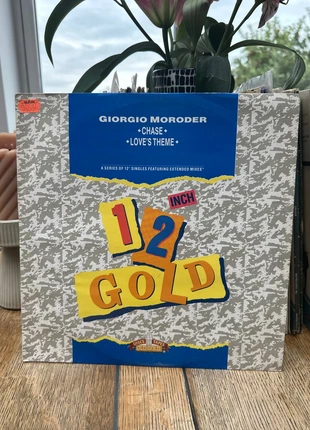 GIORGIO MORODER
• CHASE •
• LOVE'S THEME •
A SERIES OF 12" SINGLES FEATURING EXTENDED MIXES"
12 INCH
GOLD